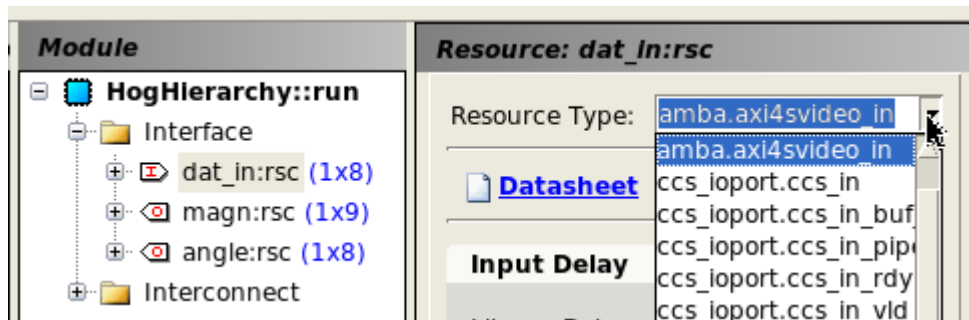 Module
HogHierarchy::run
Interface
dat_in:rsc (1x8)
magn:rsc (1x9)
angle:rsc (1x8)
Interconnect
Resource: dat_in:rsc
Resource Type: amba.axi4svideo_in
amba.axi4svideo_in
Datasheet
ccs_ioport.ccs_in
ccs_ioport.ccs_in_buf
ccs_ioport.ccs_in_pip
Input Delay
ccs_ioport.ccs_in_rdy
ccs_ioport.ccs_in_vld